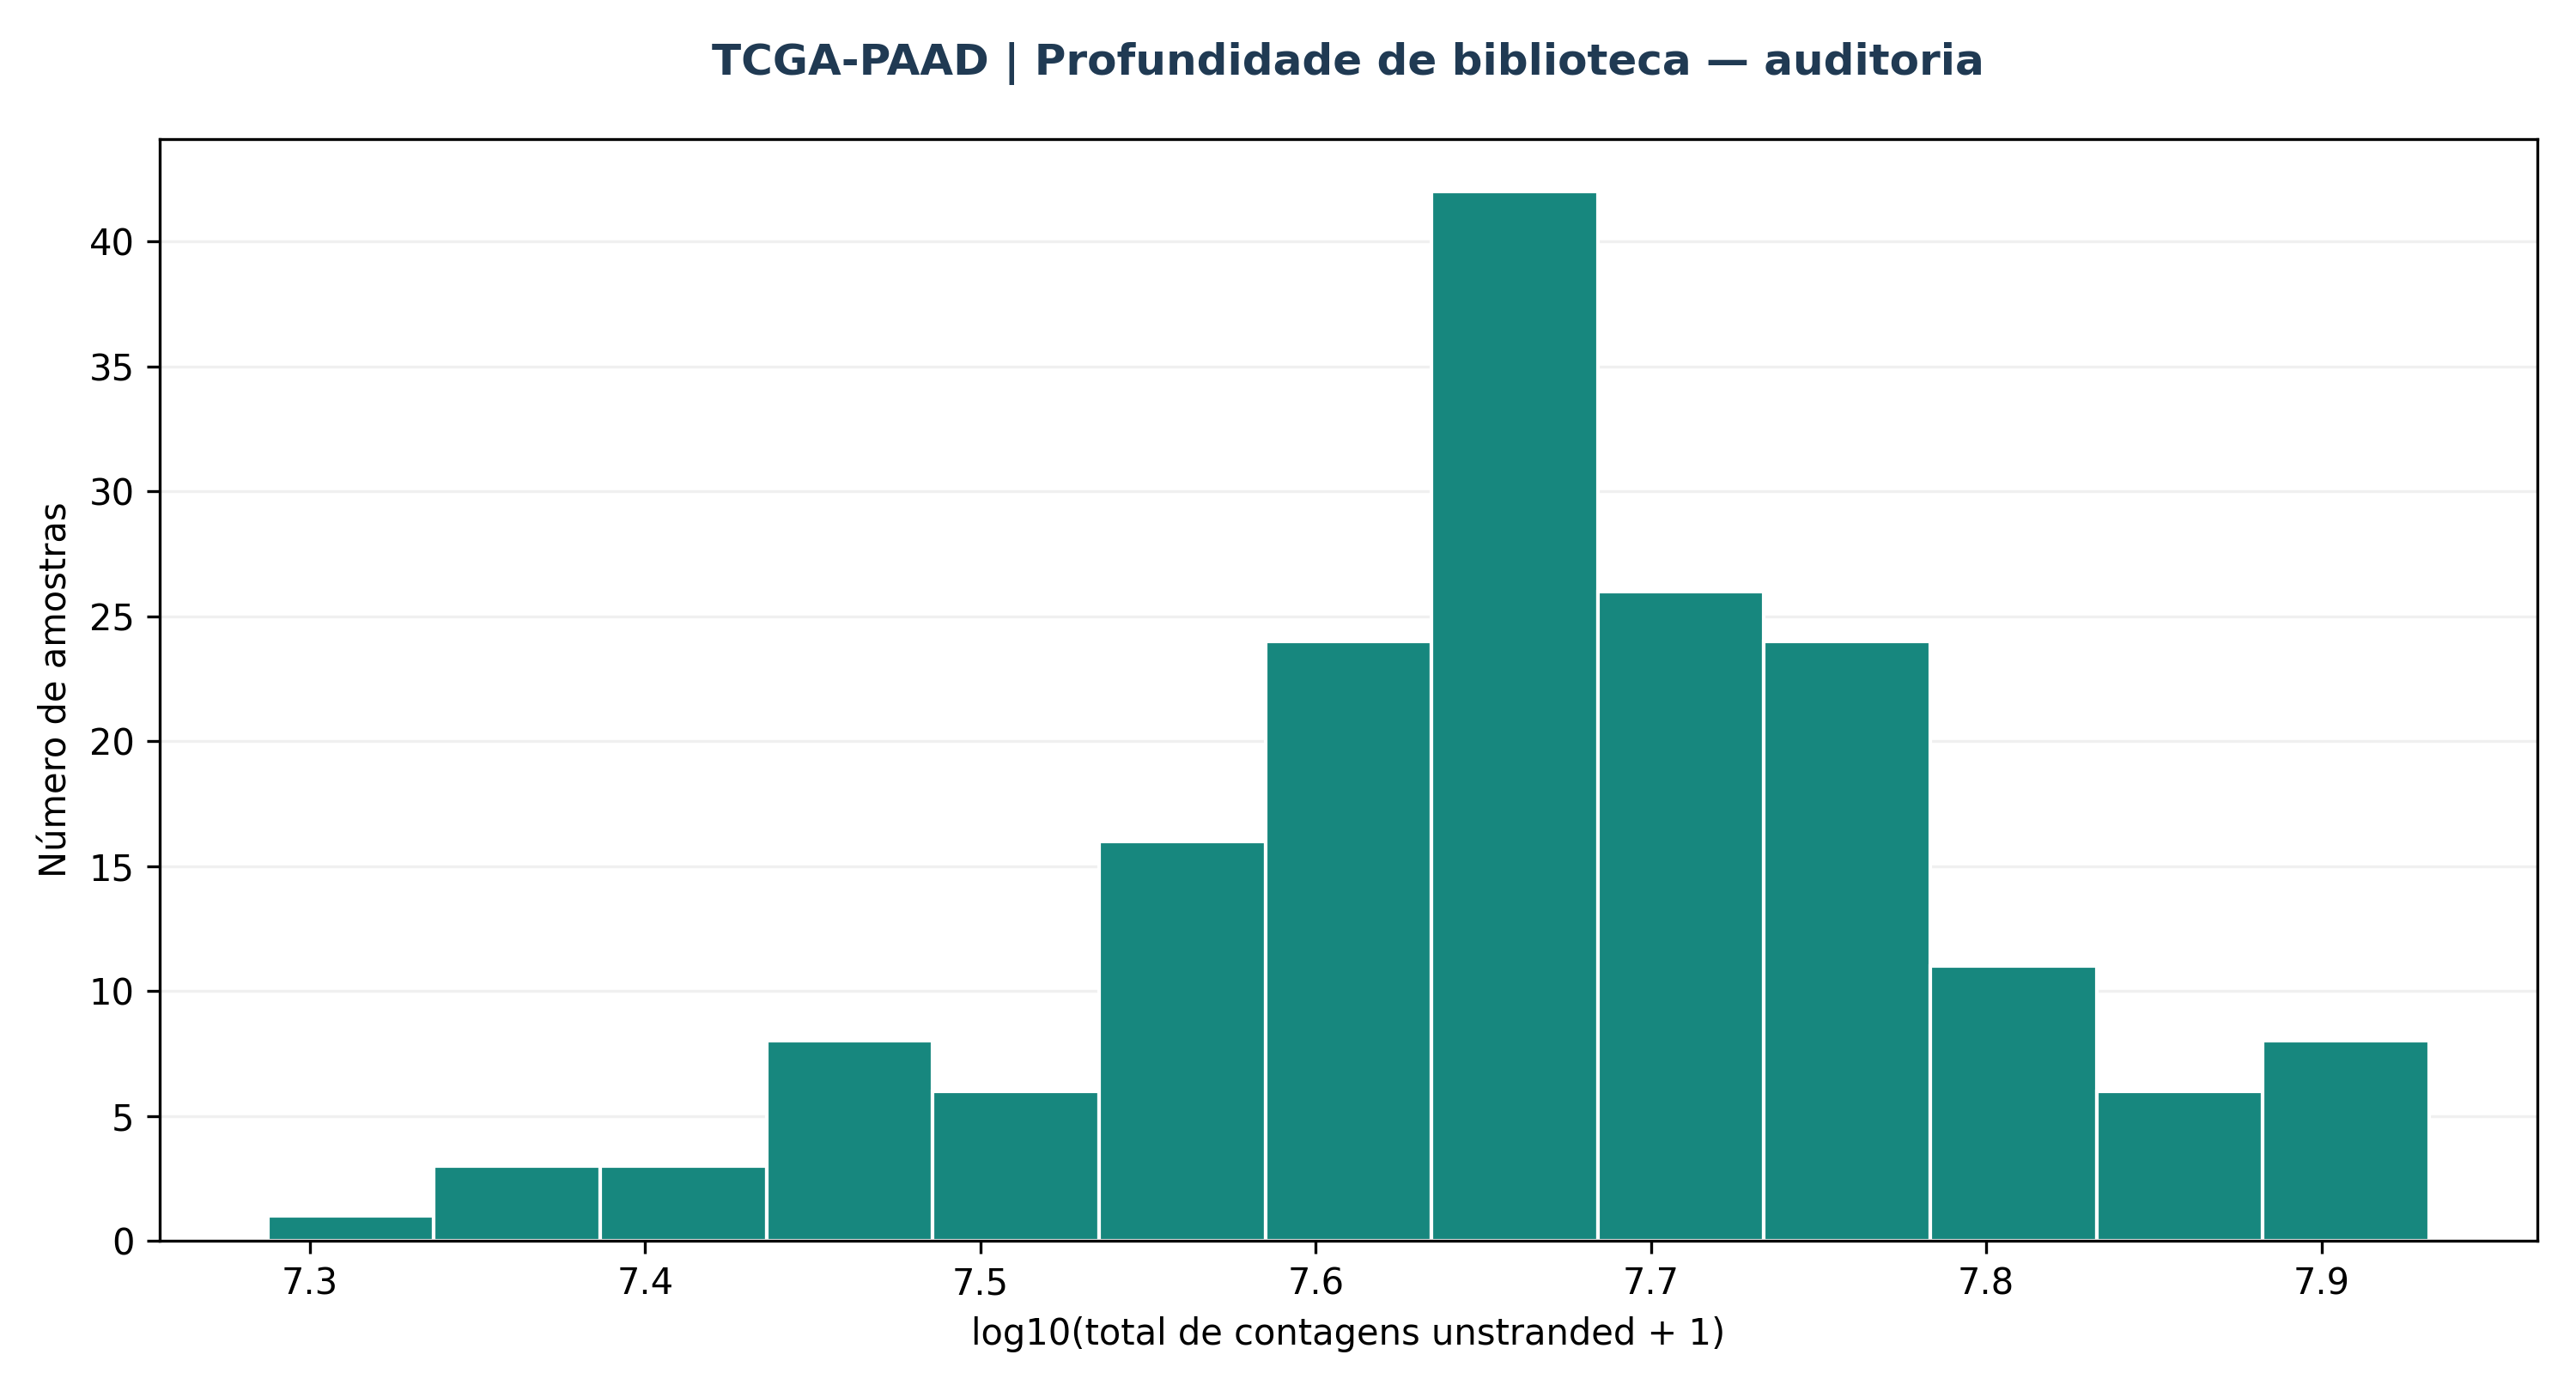 TCGA-PAAD | Profundidade de biblioteca — auditoria
Número de amostras
40
35
30
25
20
15
10
5
0
7.3 7.4 7.5 7.6 7.7 7.8 7.9
log10(total de contagens unstranded + 1)